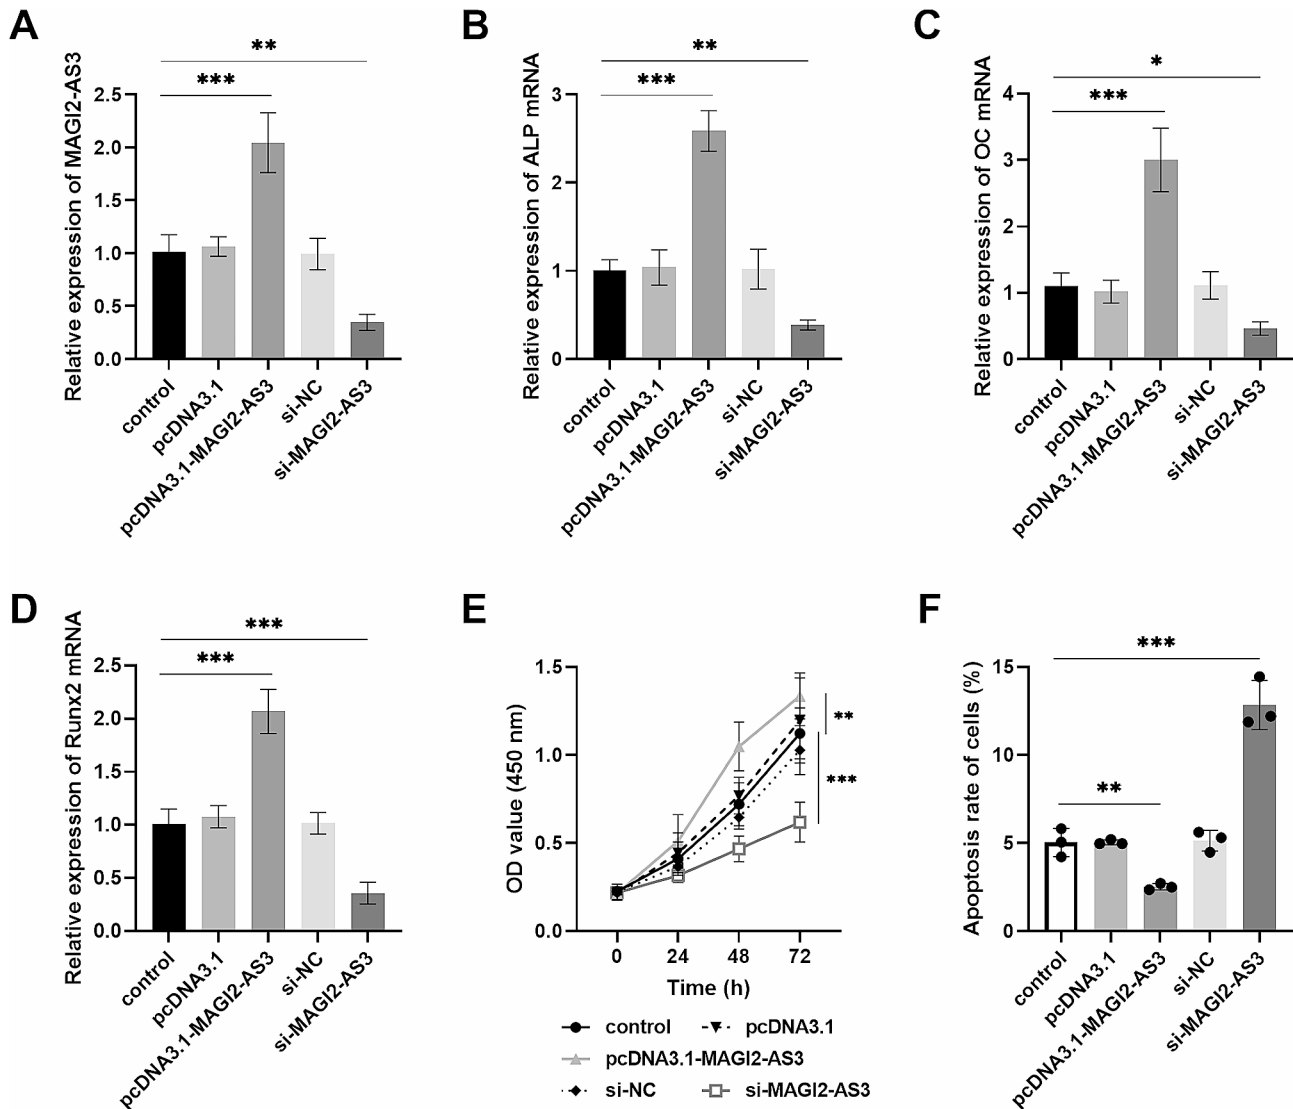 A
Relative expression of MAGI2-AS3
**
***
2.5
2.0
1.5
1.0
0.5
0.0
control
pcDNA3.1
pcDNA3.1-MAGI2-AS3
si-NC
si-MAGI2-AS3
B
Relative expression of ALP mRNA
**
***
3
2
1
0
control
pcDNA3.1
pcDNA3.1-MAGI2-AS3
si-NC
si-MAGI2-AS3
C
Relative expression of OC mRNA
*
***
4
3
2
1
0
control
pcDNA3.1
pcDNA3.1-MAGI2-AS3
si-NC
si-MAGI2-AS3
D
Relative expression of Runx2 mRNA
***
***
2.5
2.0
1.5
1.0
0.5
0.0
control
pcDNA3.1
pcDNA3.1-MAGI2-AS3
si-NC
si-MAGI2-AS3
E
OD value (450 nm)
1.5
1.0
0.5
0.0
**
***
0 24 48 72
Time (h)
control pcDNA3.1
pcDNA3.1-MAGI2-AS3
si-NC si-MAGI2-AS3
F
Apoptosis rate of cells (%)
***
**
15
10
5
0
control
pcDNA3.1
pcDNA3.1-MAGI2-AS3
si-NC
si-MAGI2-AS3